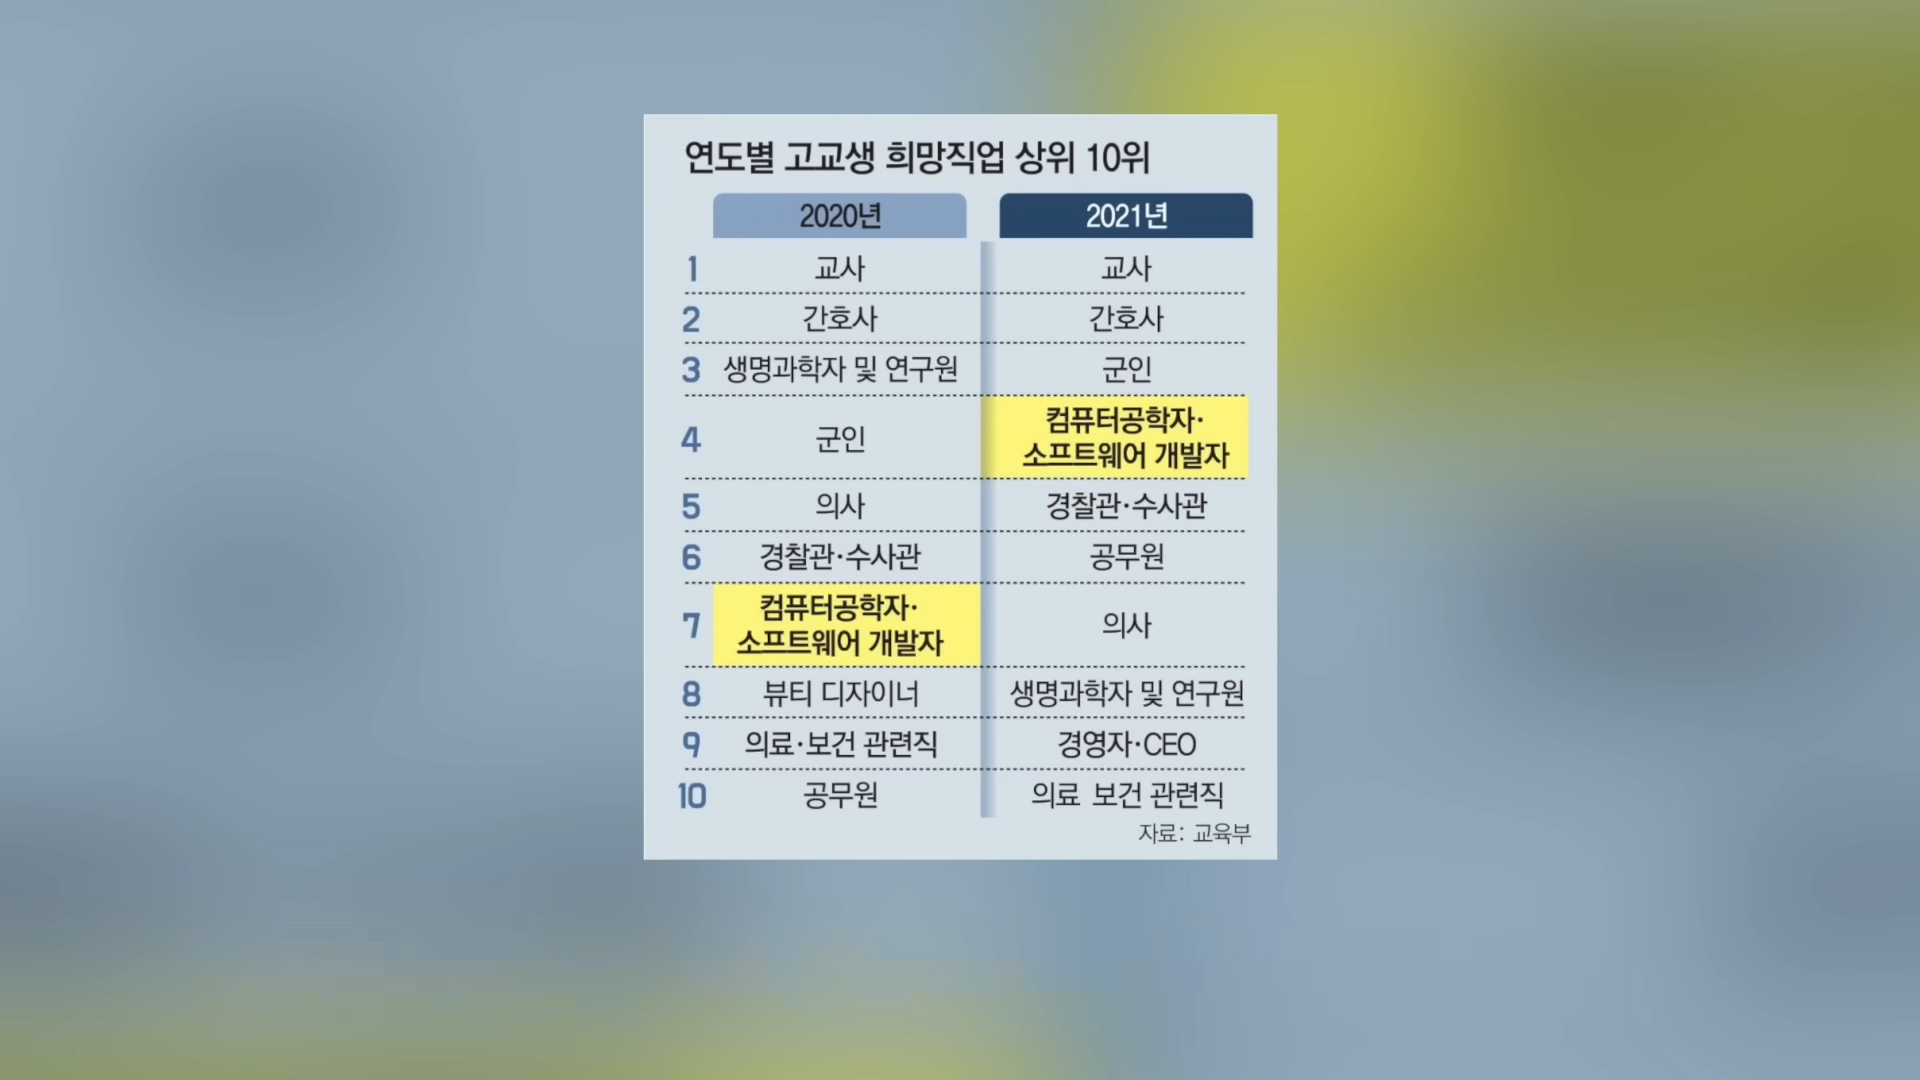 연도별 고교생 희망직업 상위 10위
2020년 2021년
1 교사 교사
2 간호사 간호사
3 생명과학자 및 연구원 군인
4 군인 컴퓨터공학자·
소프트웨어 개발자
5 의사 경찰관·수사관
6 경찰관·수사관 공무원
7 컴퓨터공학자·
소프트웨어 개발자 의사
8 뷰티 디자이너 생명과학자 및 연구원
9 의료·보건 관련직 경영자·CEO
10 공무원 의료 보건 관련직
자료: 교육부